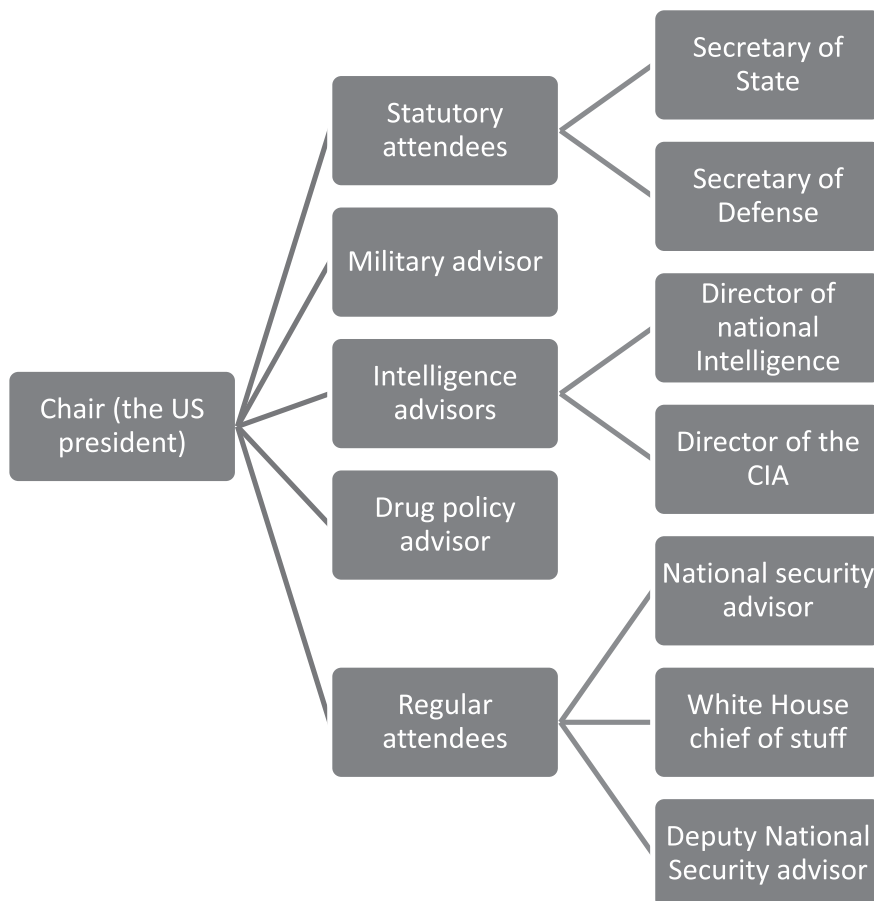 Chair (the US
president)
Statutory
attendees
Secretary of
State
Secretary of
Defense
Military advisor
Intelligence
advisors
Director of
national
Intelligence
Director of the
CIA
Drug policy
advisor
Regular
attendees
National security
advisor
White House
chief of stuff
Deputy National
Security advisor